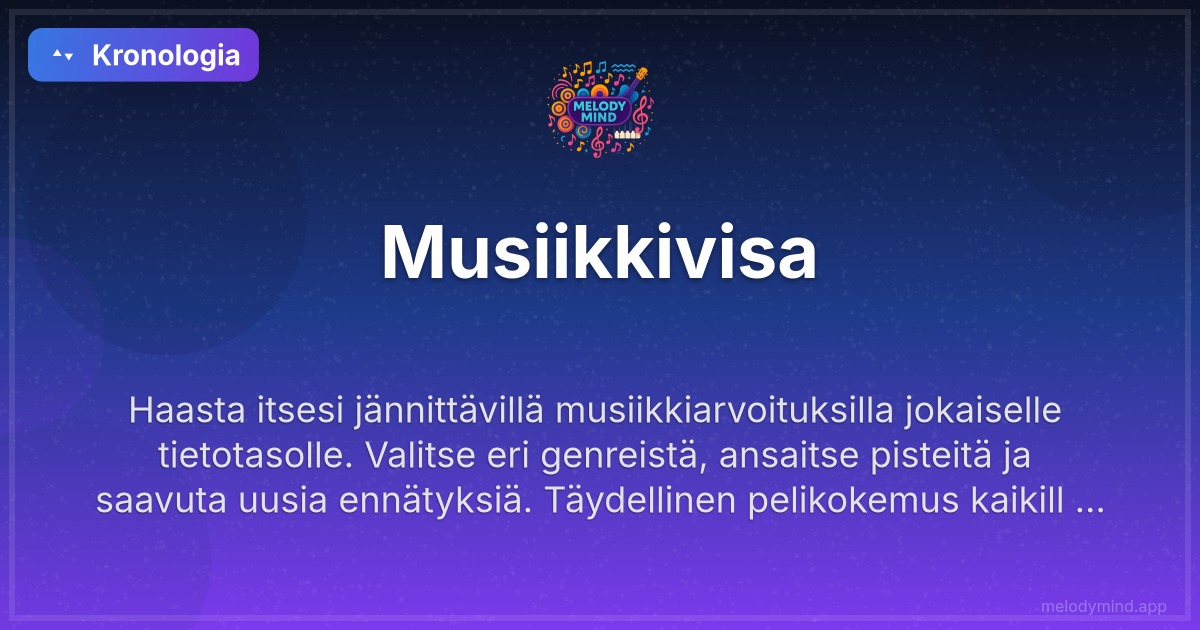 Kronologia
MELODY
MIND
Musiikkivisa
Haasta itsesi jännittävillä musiikkiarvoituksilla jokaiselle
tietotasolle. Valitse eri genreistä, ansaitse pisteitä ja
saavuta uusia ennätyksiä. Täydellinen pelikokemus kaikill ...
melodymind.app